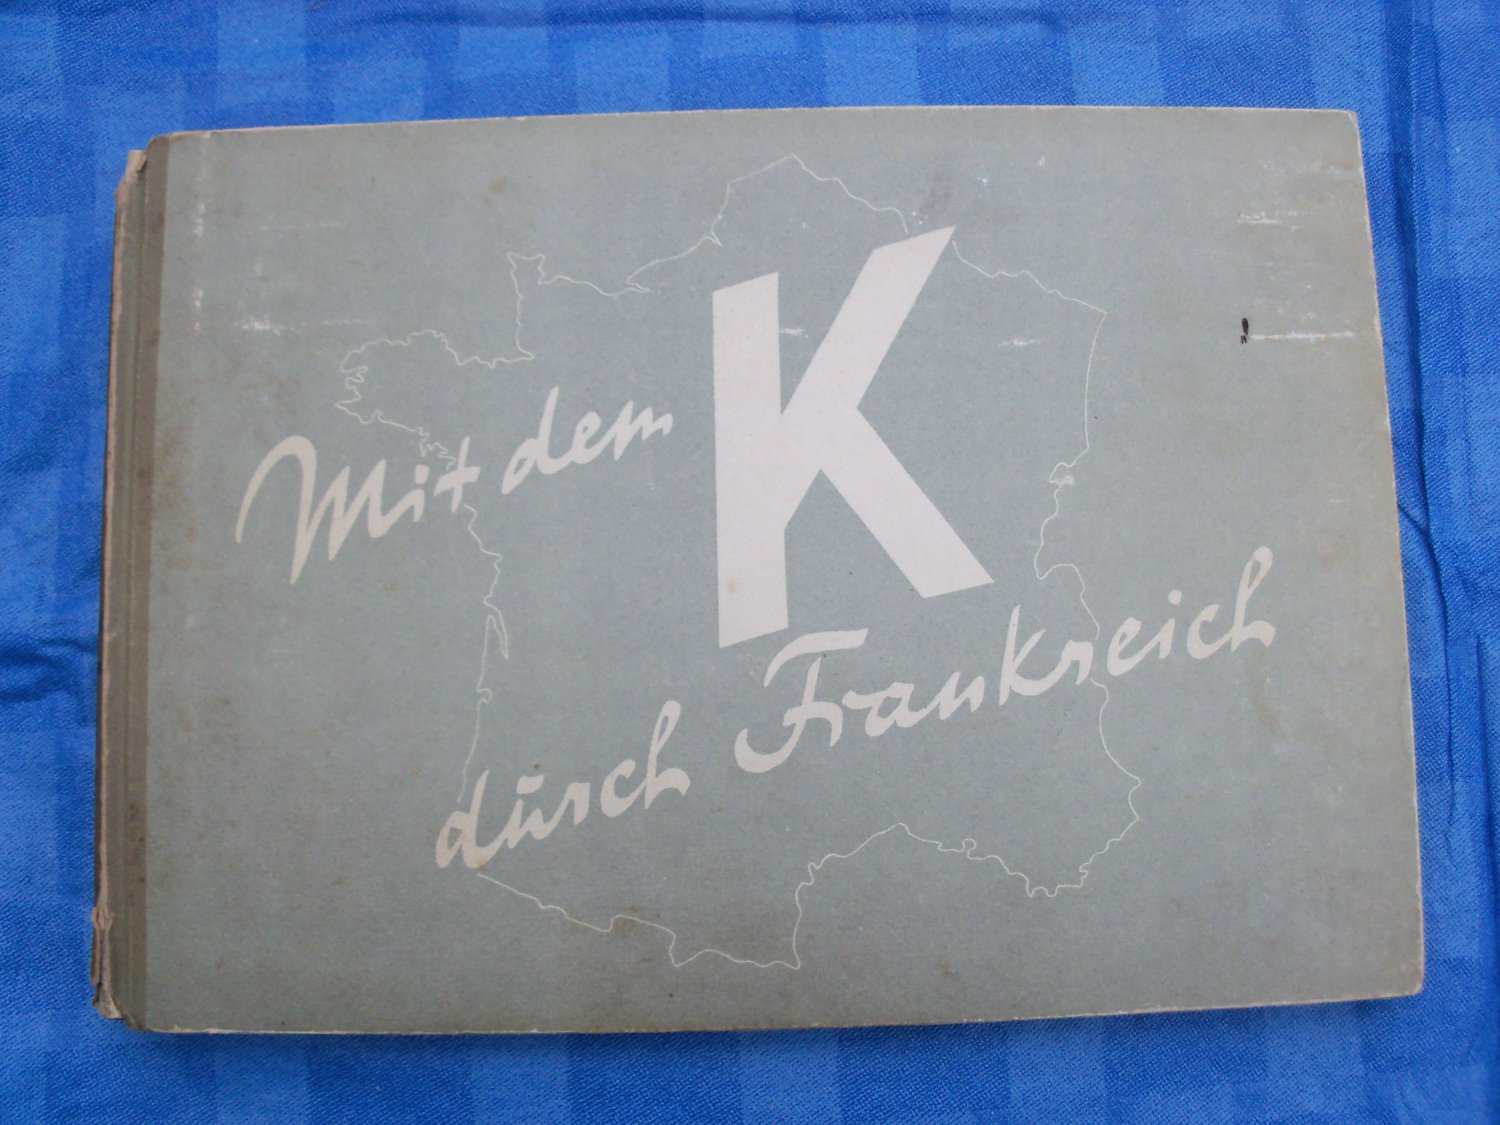 Mit dem K
durch Frankreich